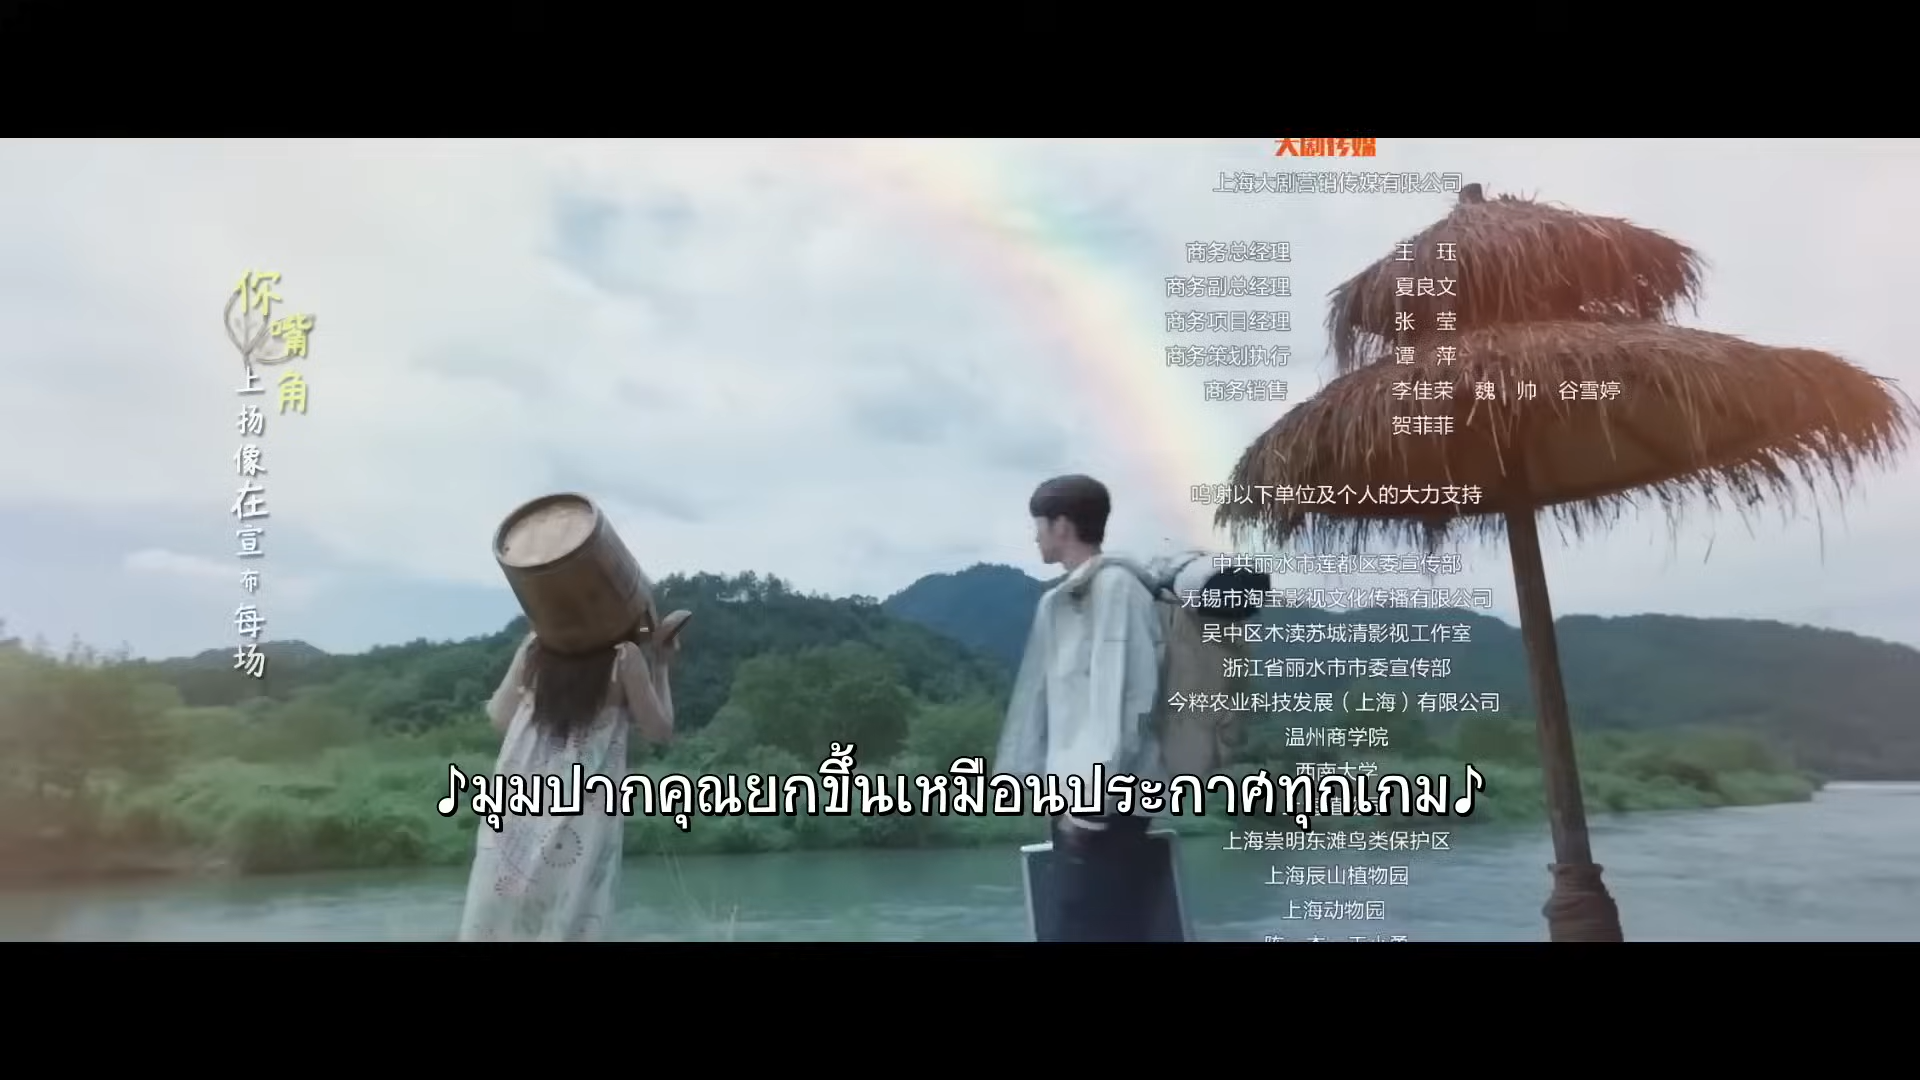 你嘴角
上扬像在宣布每场
大剧传媒
上海大剧营销传媒有限公司
商务总经理 王 珏
商务副总经理 夏良文
商务项目经理 张 莹
商务策划执行 谭 萍
商务销售 李佳荣 魏 帅 谷雪婷
贺菲菲
鸣谢以下单位及个人的大力支持
中共丽水市莲都区委宣传部
无锡市淘宝影视文化传播有限公司
吴中区木渎苏城清影视工作室
浙江省丽水市市委宣传部
今粹农业科技发展（上海）有限公司
温州商学院
西南大学
♪มุมปากคุณยกขึ้นเหมือนประกาศทุกเกม♪
上海崇明东滩鸟类保护区
上海辰山植物园
上海动物园